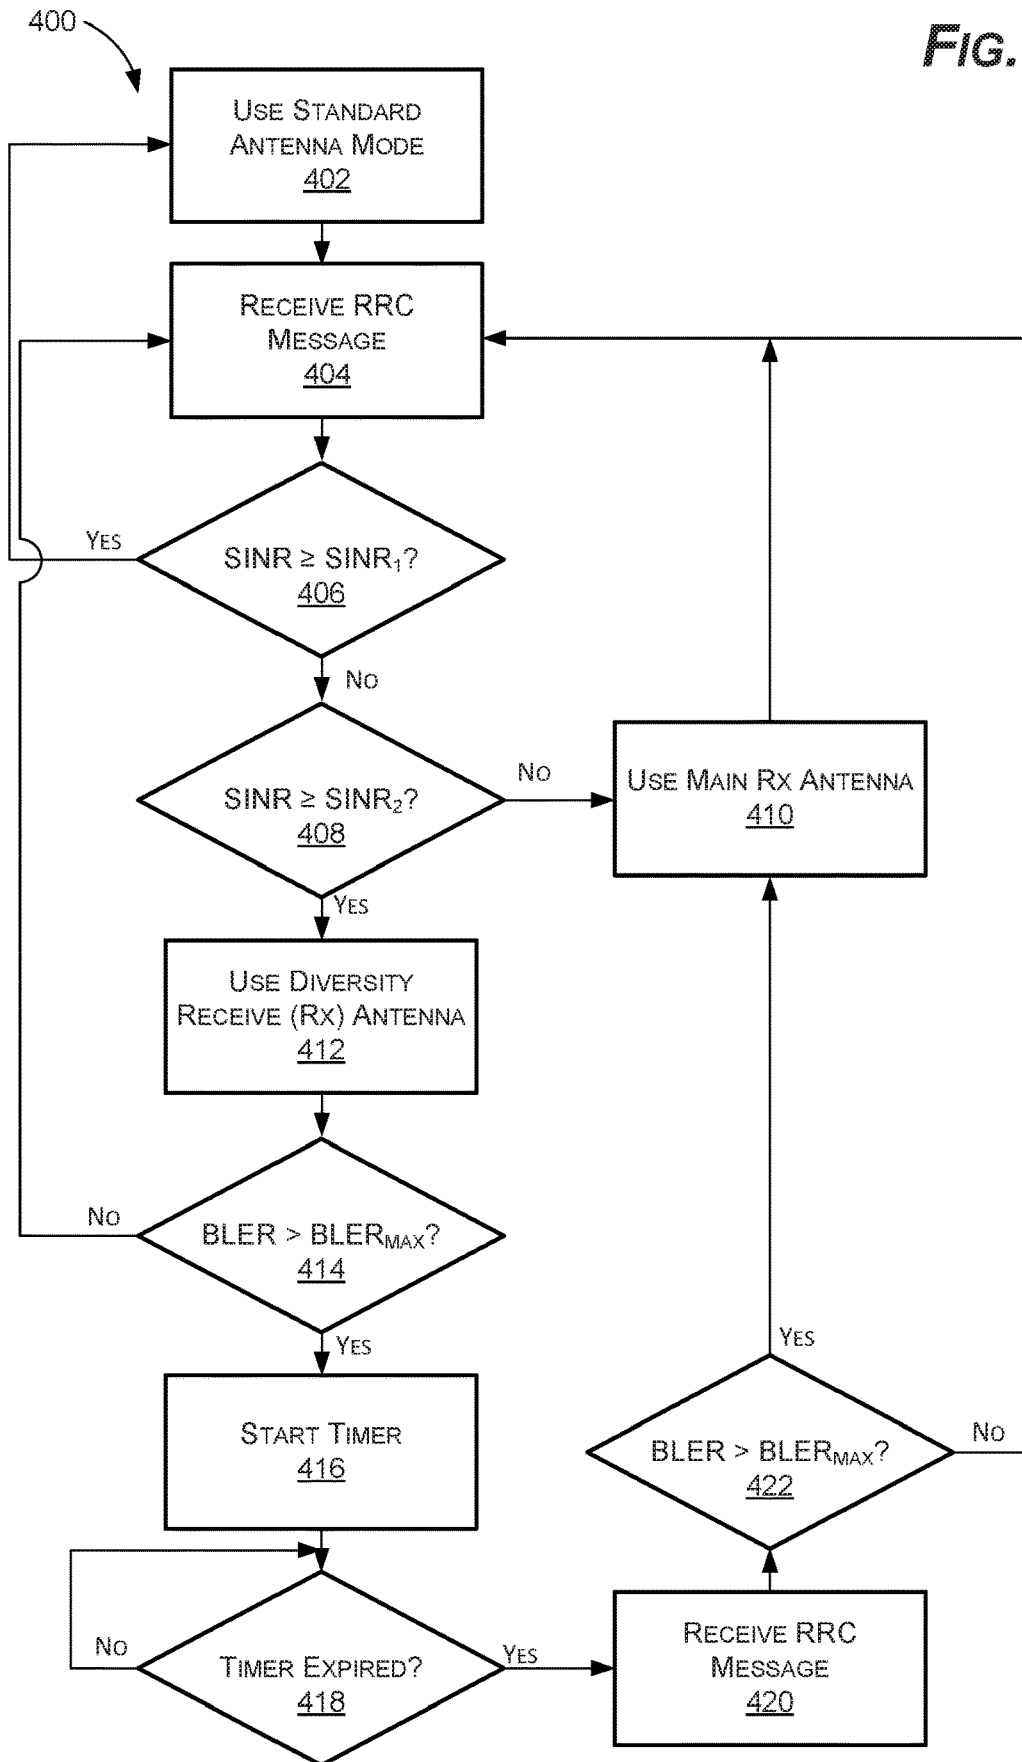 400
FIG.
USE STANDARD
ANTENNA MODE
402
RECEIVE RRC
MESSAGE
404
YES
SINR ≥ SINR₁?
406
NO
SINR ≥ SINR₂?
408
NO
USE MAIN RX ANTENNA
410
YES
USE DIVERSITY
RECEIVE (RX) ANTENNA
412
NO
BLER > BLERMAX?
414
YES
START TIMER
416
YES
BLER > BLERMAX?
422
NO
NO
TIMER EXPIRED?
418
YES
RECEIVE RRC
MESSAGE
420